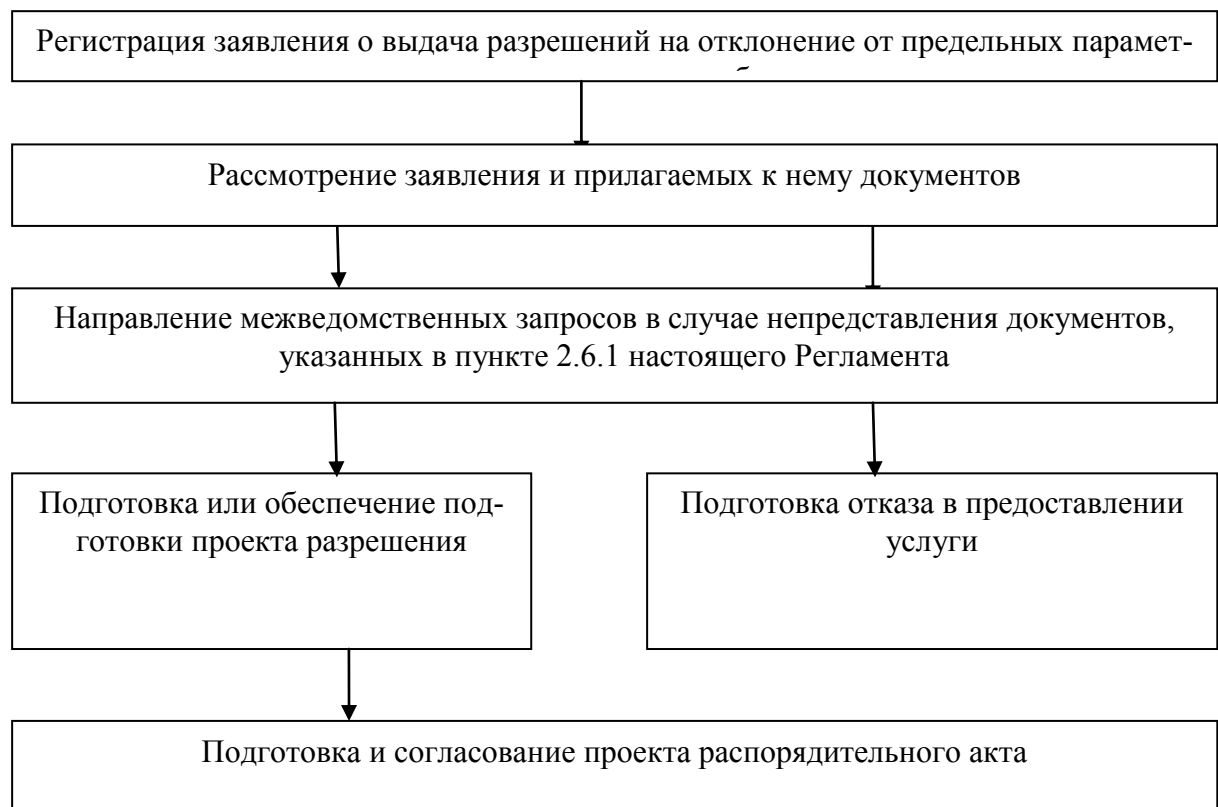 Регистрация заявления о выдача разрешений на отклонение от предельных парамет-
Рассмотрение заявления и прилагаемых к нему документов
Направление межведомственных запросов в случае непредставления документов,
указанных в пункте 2.6.1 настоящего Регламента
Подготовка или обеспечение под-
готовки проекта разрешения
Подготовка отказа в предоставлении
услуги
Подготовка и согласование проекта распорядительного акта